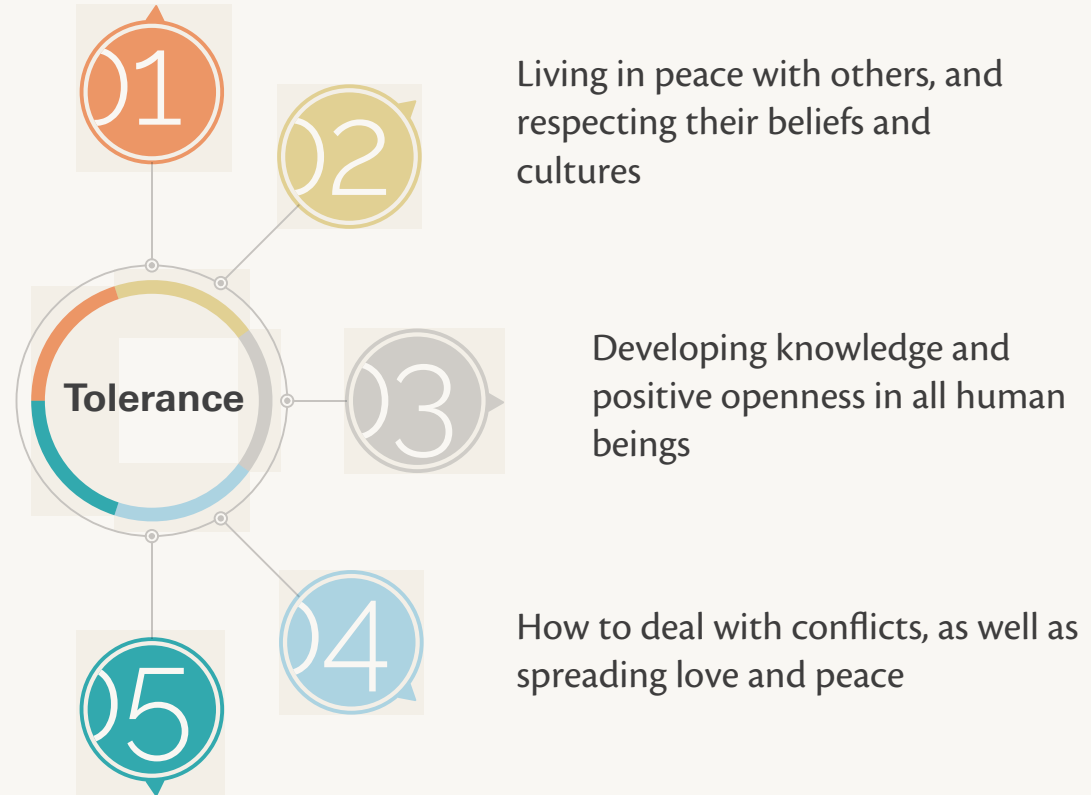 01
02
Living in peace with others, and
respecting their beliefs and
cultures
Tolerance
03
Developing knowledge and
positive openness in all human
beings
04
How to deal with conflicts, as well as
spreading love and peace
05